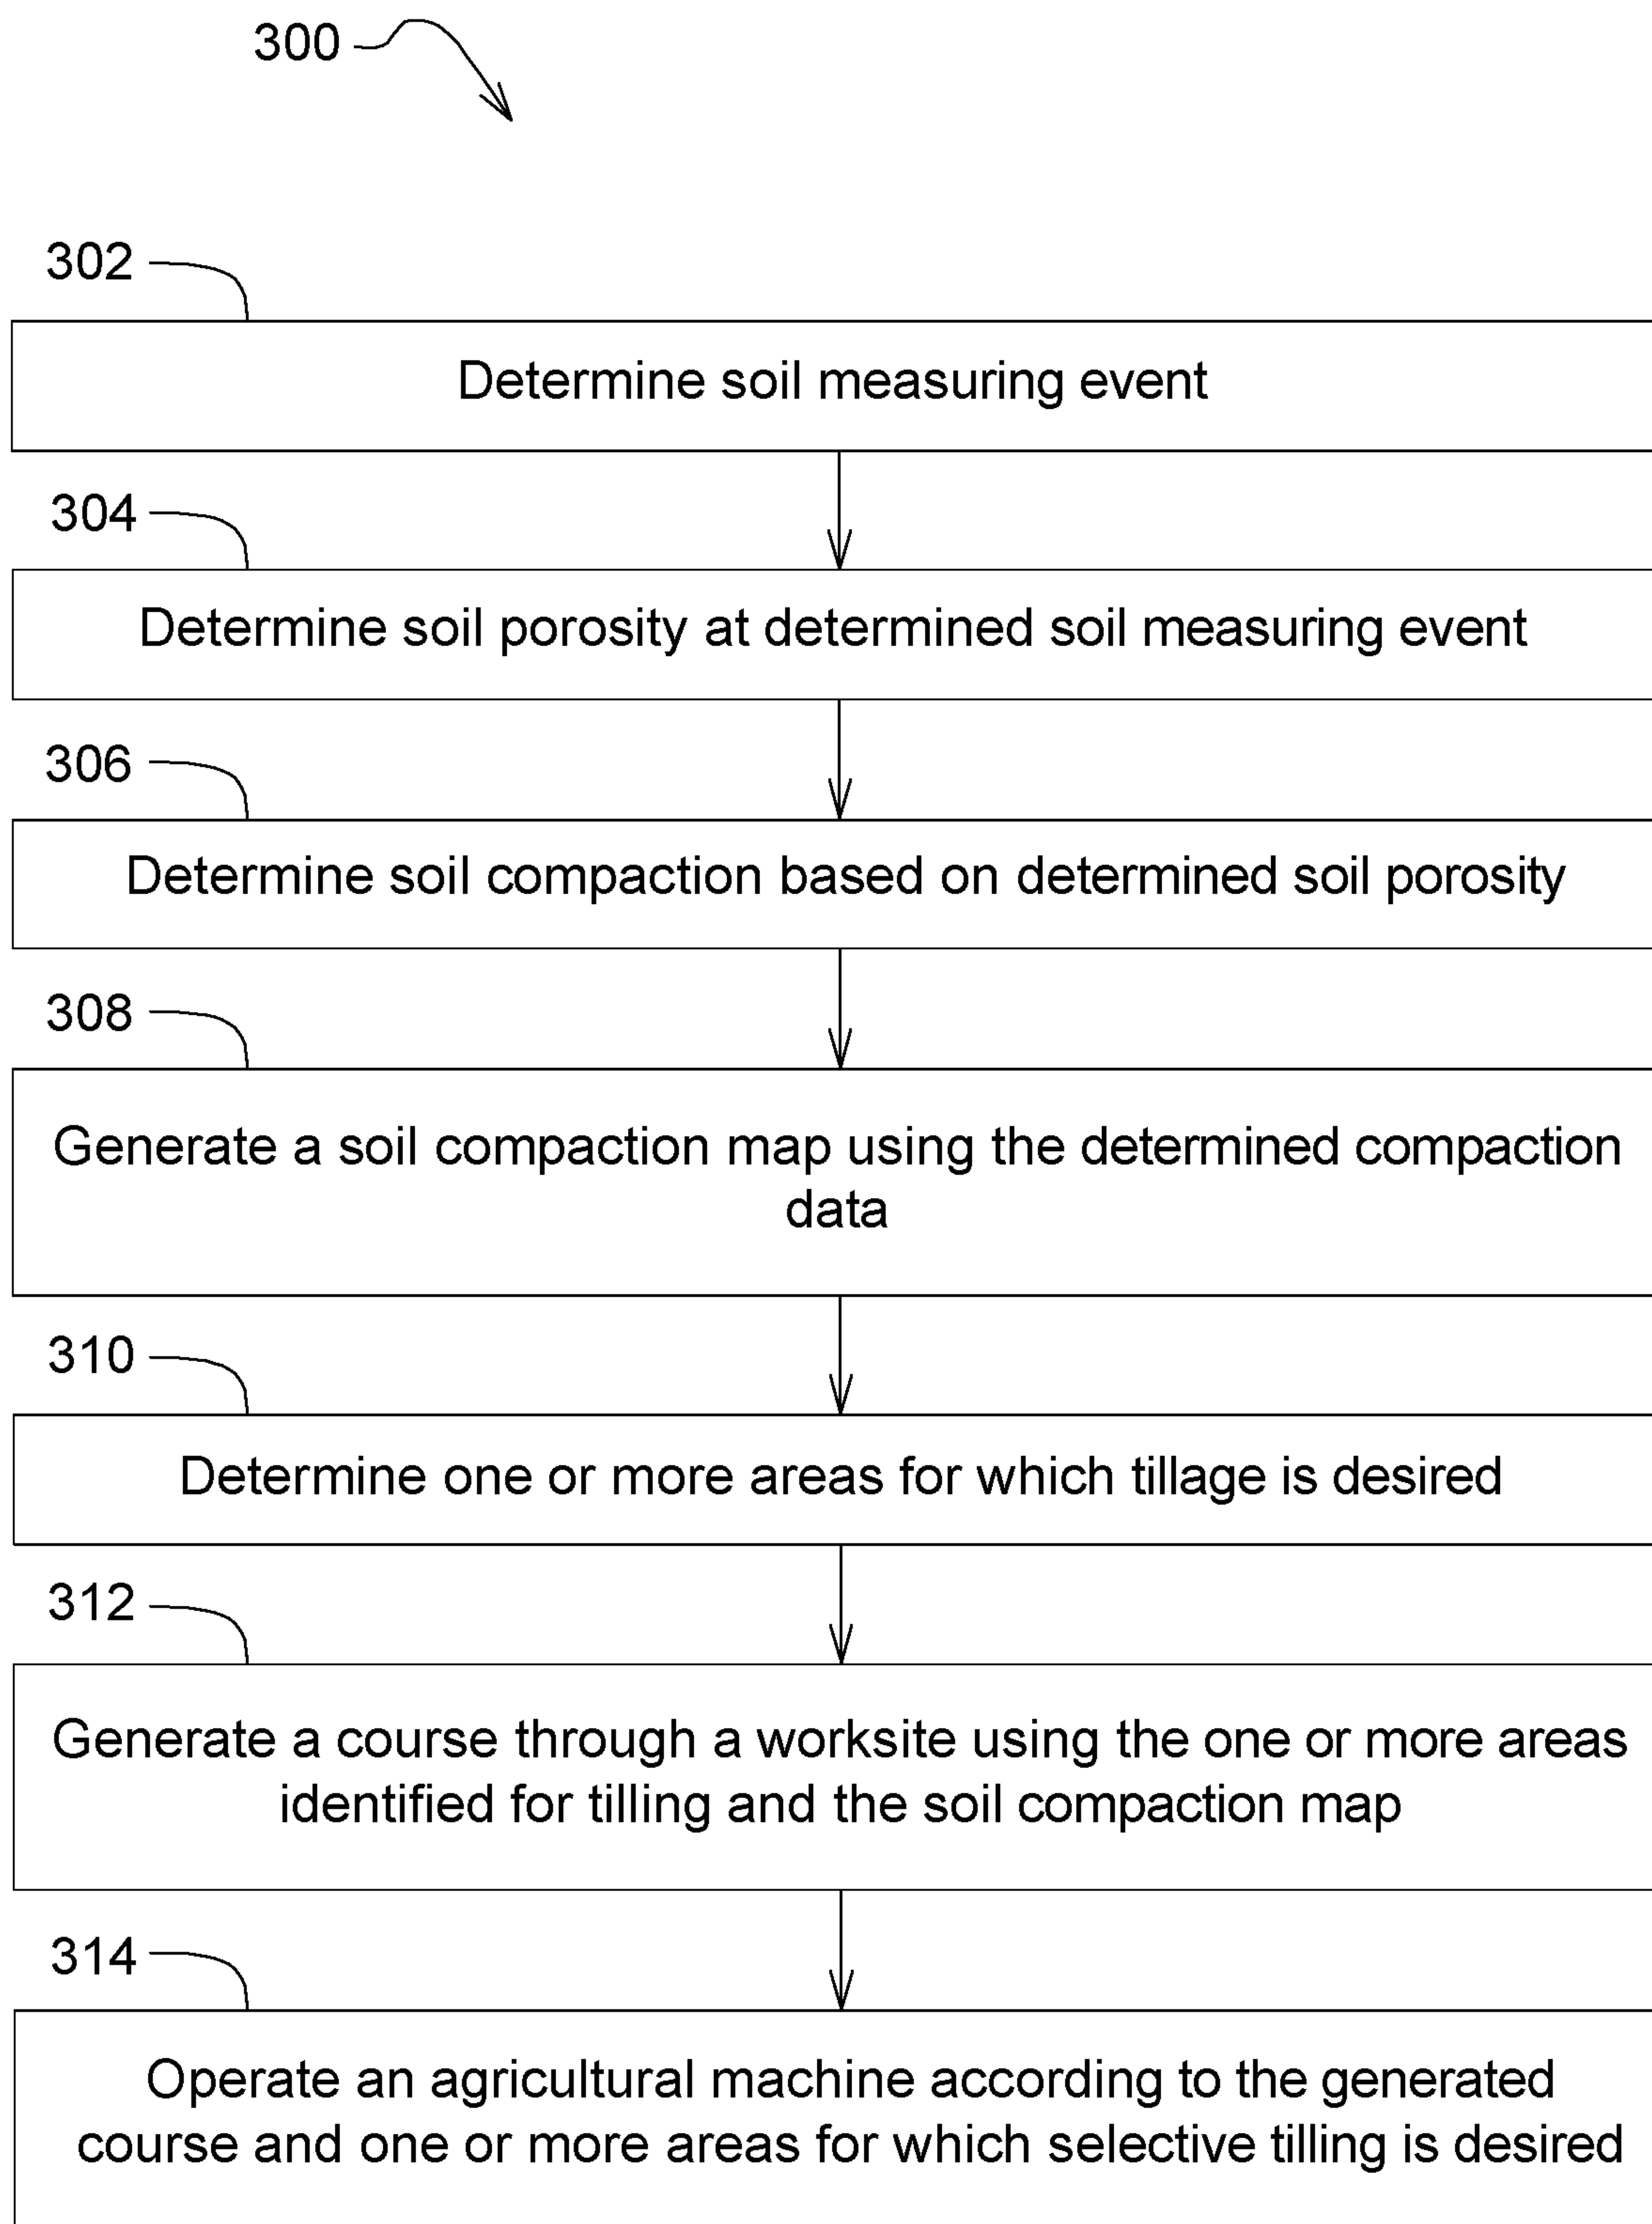 300
302
Determine soil measuring event
304
Determine soil porosity at determined soil measuring event
306
Determine soil compaction based on determined soil porosity
308
Generate a soil compaction map using the determined compaction
data
310
Determine one or more areas for which tillage is desired
312
Generate a course through a worksite using the one or more areas
identified for tilling and the soil compaction map
314
Operate an agricultural machine according to the generated
course and one or more areas for which selective tilling is desired